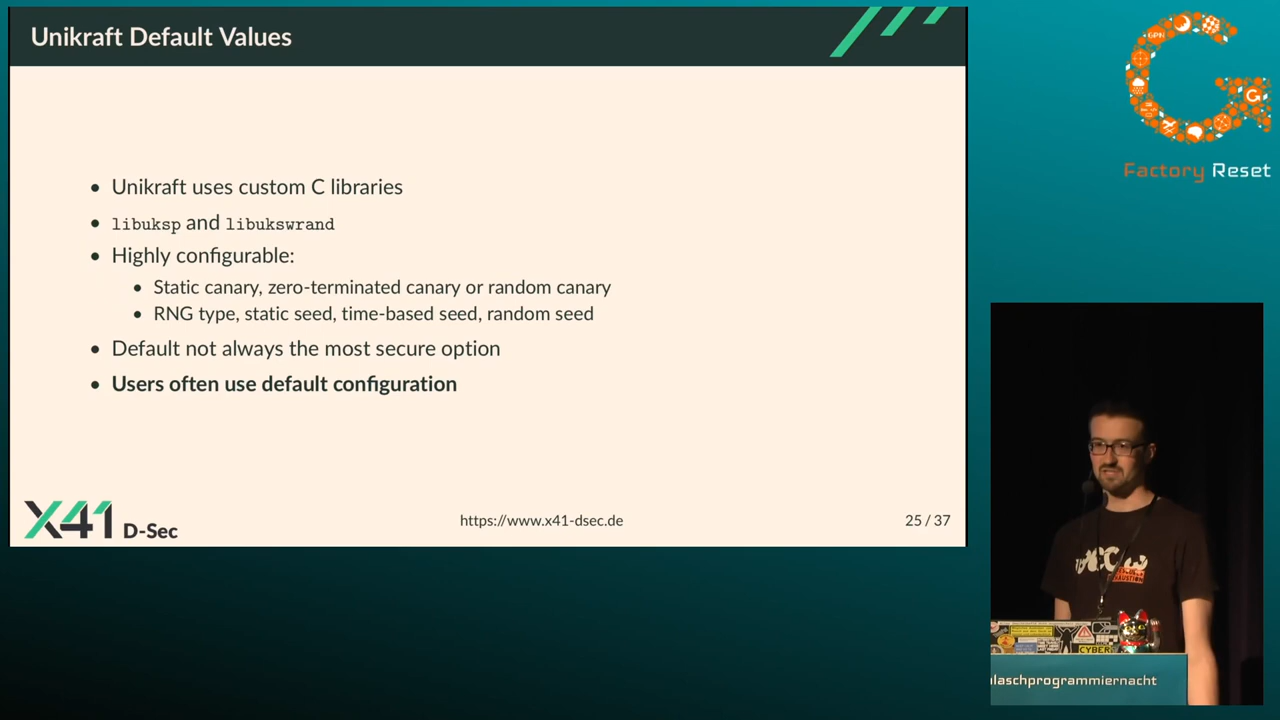 Unikraft Default Values
Unikraft uses custom C libraries
libuksp and libukswrand
Highly configurable:
Static canary, zero-terminated canary or random canary
RNG type, static seed, time-based seed, random seed
Default not always the most secure option
Users often use default configuration
X41 D-Sec
https://www.x41-dsec.de
25 / 37
GPN
G
Factory Reset
CYBER
laschprogrammiernacht